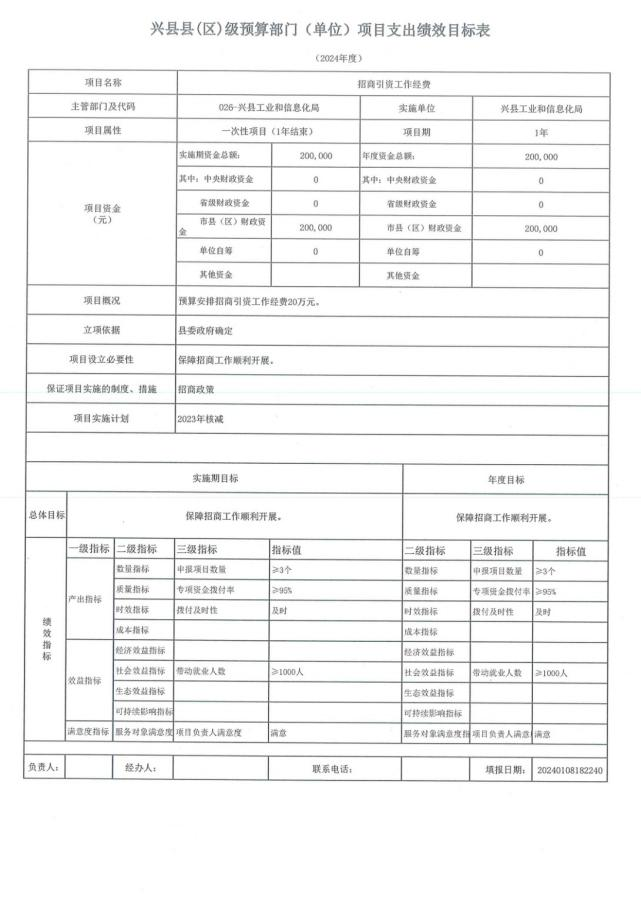 兴县县(区)级预算部门（单位）项目支出绩效目标表
（2024年度）
项目名称 招商引资工作经费
主管部门及代码 026-兴县工业和信息化局 实施单位 兴县工业和信息化局
项目属性 一次性项目（1年结束） 项目期 1年
项目资金
（元）
实施期资金总额： 200,000 年度资金总额： 200,000
其中：中央财政资金 0 其中：中央财政资金 0
省级财政资金 0 省级财政资金 0
市县（区）财政资金 200,000 市县（区）财政资金 200,000
单位自筹 0 单位自筹 0
其他资金 其他资金
项目概况 预算安排招商引资工作经费20万元。
立项依据 县委政府确定
项目设立必要性 保障招商工作顺利开展。
保证项目实施的制度、措施 招商政策
项目实施计划 2023年核减
实施期目标 年度目标
总体目标 保障招商工作顺利开展。 保障招商工作顺利开展。
绩效指标
一级指标 二级指标 三级指标 指标值 二级指标 三级指标 指标值
产出指标
数量指标 申报项目数量 ≥3个 数量指标 申报项目数量 ≥3个
质量指标 专项资金拨付率 ≥95% 质量指标 专项资金拨付率 ≥95%
时效指标 拨付及时性 及时 时效指标 拨付及时性 及时
成本指标 成本指标
效益指标
经济效益指标 经济效益指标
社会效益指标 带动就业人数 ≥1000人 社会效益指标 带动就业人数 ≥1000人
生态效益指标 生态效益指标
可持续影响指标 可持续影响指标
满意度指标 服务对象满意度 项目负责人满意度 满意 服务对象满意度指 项目负责人满意 满意
负责人： 经办人： 联系电话： 填报日期： 20240108182240